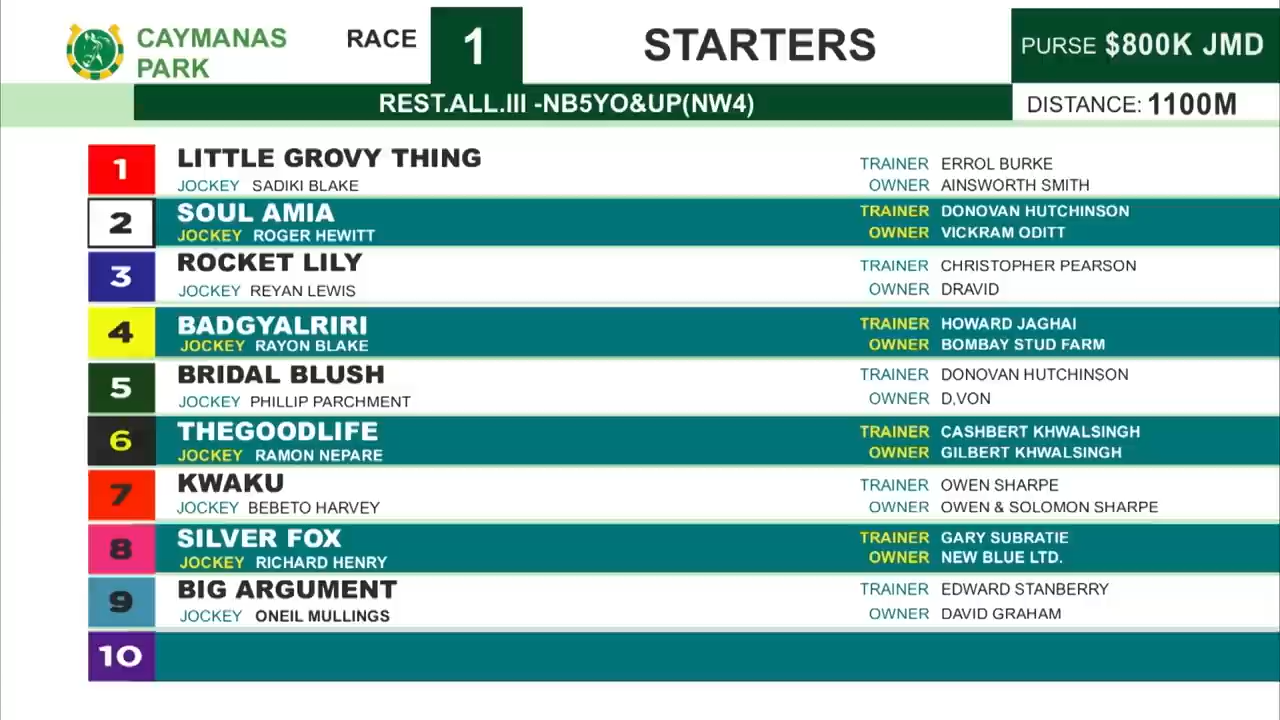 CAYMANAS PARK
RACE 1
STARTERS
PURSE $800K JMD
REST.ALL.III -NB5YO&UP(NW4)
DISTANCE: 1100M
1 LITTLE GROVY THING
JOCKEY SADIKI BLAKE
TRAINER ERROL BURKE
OWNER AINSWORTH SMITH
2 SOUL AMIA
JOCKEY ROGER HEWITT
TRAINER DONOVAN HUTCHINSON
OWNER VICKRAM ODITT
3 ROCKET LILY
JOCKEY REYAN LEWIS
TRAINER CHRISTOPHER PEARSON
OWNER DRAVID
4 BADGYALRIRI
JOCKEY RAYON BLAKE
TRAINER HOWARD JAGHAI
OWNER BOMBAY STUD FARM
5 BRIDAL BLUSH
JOCKEY PHILLIP PARCHMENT
TRAINER DONOVAN HUTCHINSON
OWNER D,VON
6 THEGOODLIFE
JOCKEY RAMON NEPARE
TRAINER CASHBERT KHWALSINGH
OWNER GILBERT KHWALSINGH
7 KWAKU
JOCKEY BEBETO HARVEY
TRAINER OWEN SHARPE
OWNER OWEN & SOLOMON SHARPE
8 SILVER FOX
JOCKEY RICHARD HENRY
TRAINER GARY SUBRATIE
OWNER NEW BLUE LTD.
9 BIG ARGUMENT
JOCKEY ONEIL MULLINGS
TRAINER EDWARD STANBERRY
OWNER DAVID GRAHAM
10